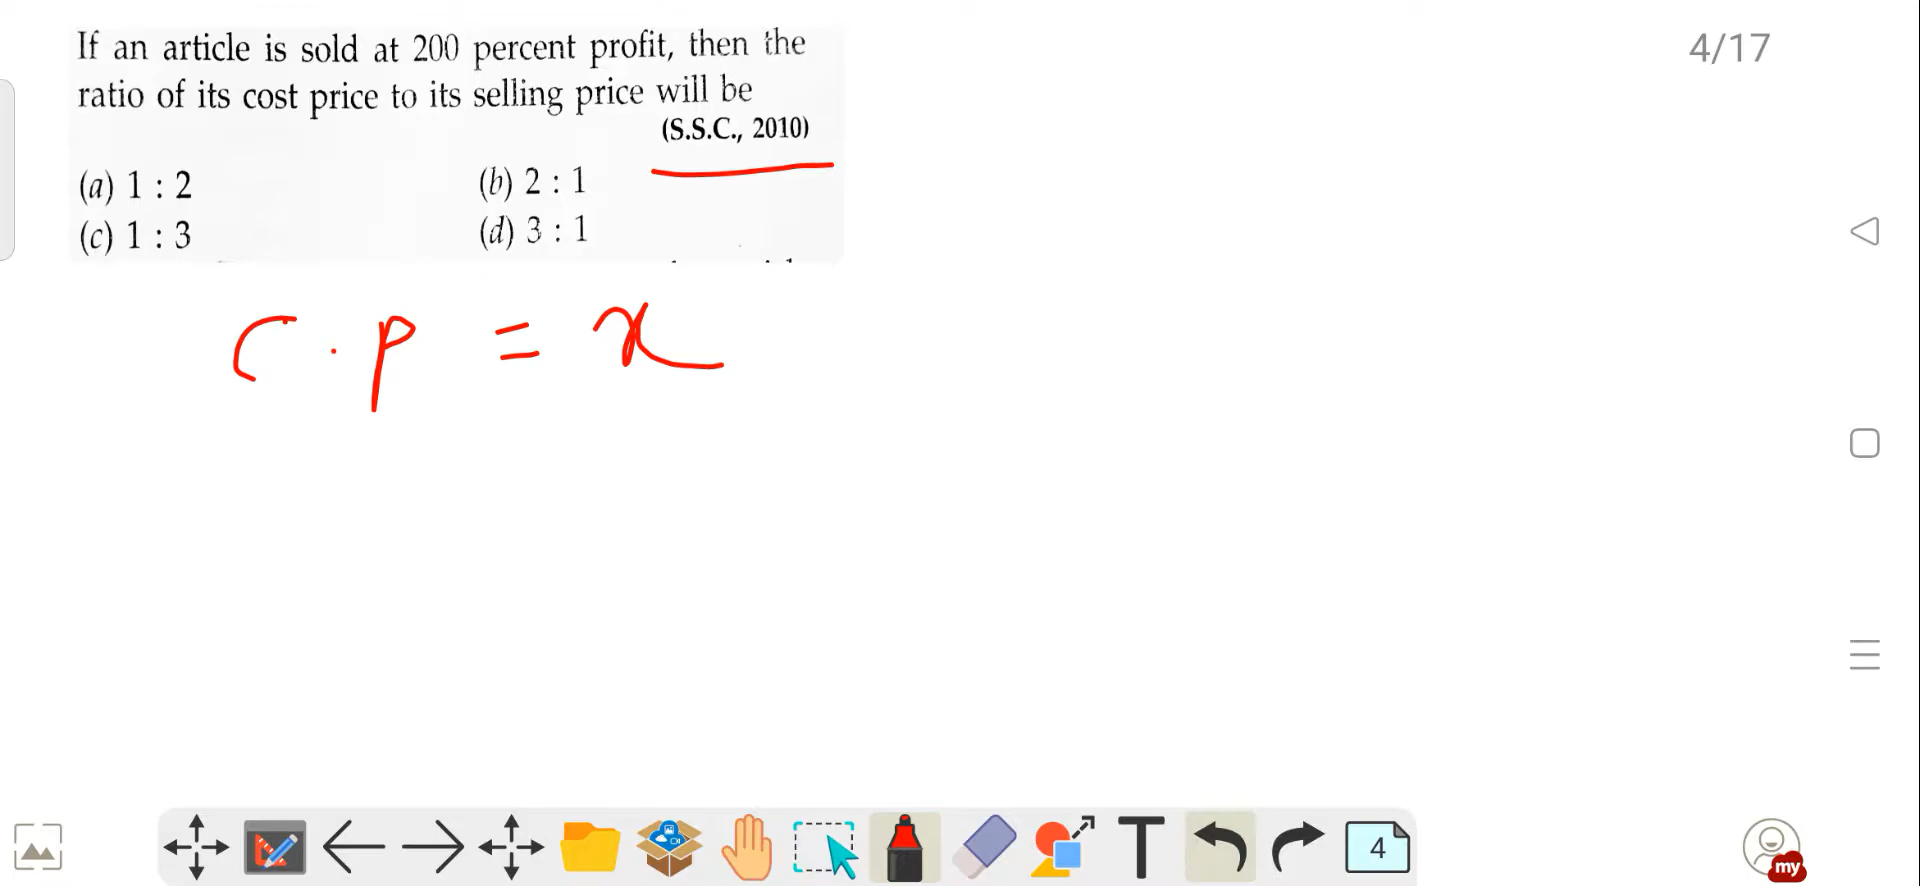 If an article is sold at 200 percent profit, then the
4/17
ratio of its cost price to its selling price will be
(S.S.C., 2010)
(a) 1 : 2 (b) 2 : 1
(c) 1 : 3 (d) 3 : 1
C . P = x
T
4
my